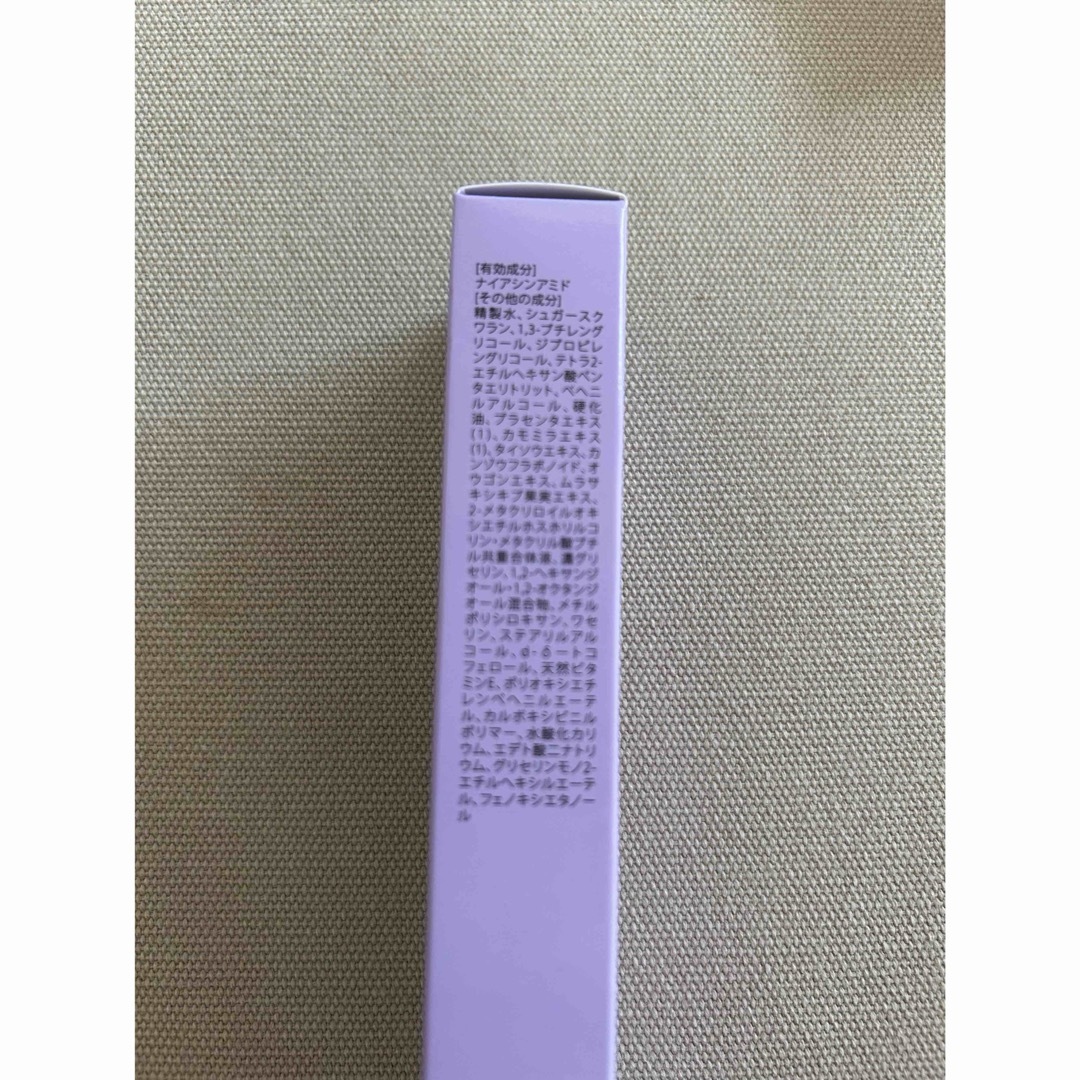 [有効成分]
ナイアシンアミド
[その他の成分]
精製水、シュガースク
ワラン、1,3-ブチレング
リコール、ジプロピレ
ングリコール、テトラ2-
エチルヘキサン酸ペン
タエリトリット、ベヘニ
ルアルコール、硬化
油、プラセンタエキス
(1)、カモミラエキス
(1)、タイソウエキス、カ
ンゾウフラボノイド、オ
ウゴンエキス、ムラサ
キシキブ果実エキス、
2-メタクリロイルオキ
シエチルホスホリルコ
リン・メタクリル酸ブチ
ル共重合体液、濃グリ
セリン、1,2-ヘキサンジ
オール・1,2-オクタンジ
オール混合物、メチル
ポリシロキサン、ワセ
リン、ステアリルアル
コール、d-δ-トコ
フェロール、天然ビタ
ミンE、ポリオキシエチ
レンベヘニルエーテ
ル、カルボキシビニル
ポリマー、水酸化カリ
ウム、エデト酸二ナトリ
ウム、グリセリンモノ2-
エチルヘキシルエーテ
ル、フェノキシエタノー
ル